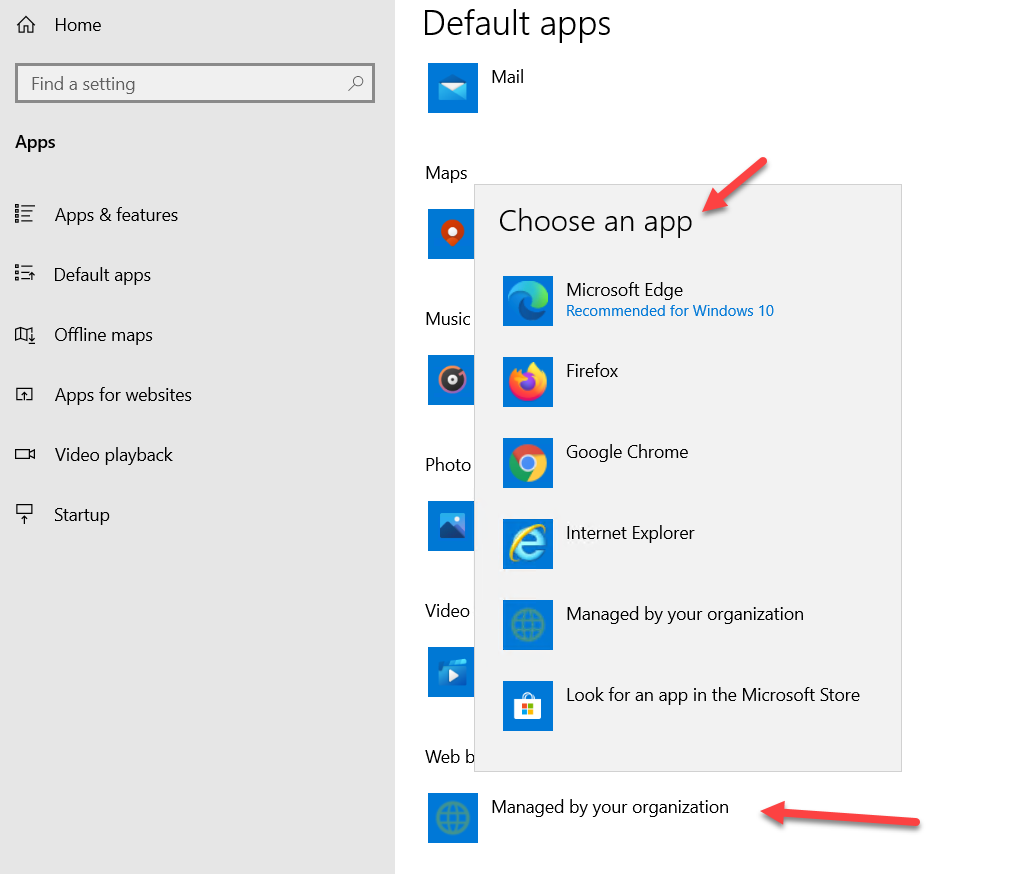 Home
Find a setting
Apps
Apps & features
Default apps
Offline maps
Apps for websites
Video playback
Startup
Default apps
Mail
Maps
Music
Photo
Video
Web b
Managed by your organization
Choose an app
Microsoft Edge
Recommended for Windows 10
Firefox
Google Chrome
Internet Explorer
Managed by your organization
Look for an app in the Microsoft Store